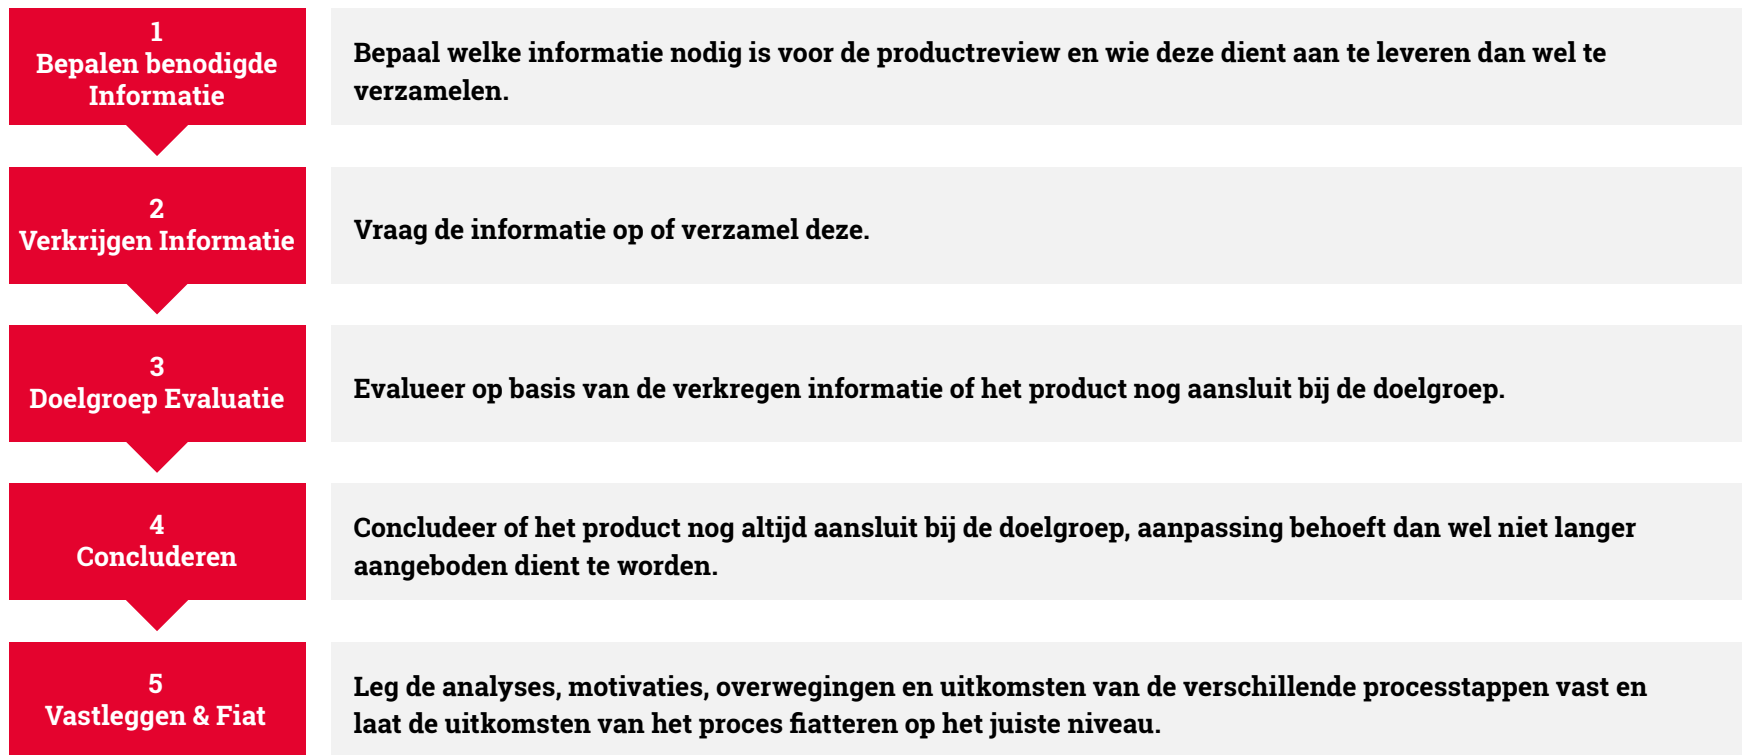 1
Bepalen benodigde
Informatie
Bepaal welke informatie nodig is voor de productreview en wie deze dient aan te leveren dan wel te
verzamelen.
2
Verkrijgen Informatie
Vraag de informatie op of verzamel deze.
3
Doelgroep Evaluatie
Evalueer op basis van de verkregen informatie of het product nog aansluit bij de doelgroep.
4
Concluderen
Concludeer of het product nog altijd aansluit bij de doelgroep, aanpassing behoeft dan wel niet langer
aangeboden dient te worden.
5
Vastleggen & Fiat
Leg de analyses, motivaties, overwegingen en uitkomsten van de verschillende processtappen vast en
laat de uitkomsten van het proces fiatteren op het juiste niveau.